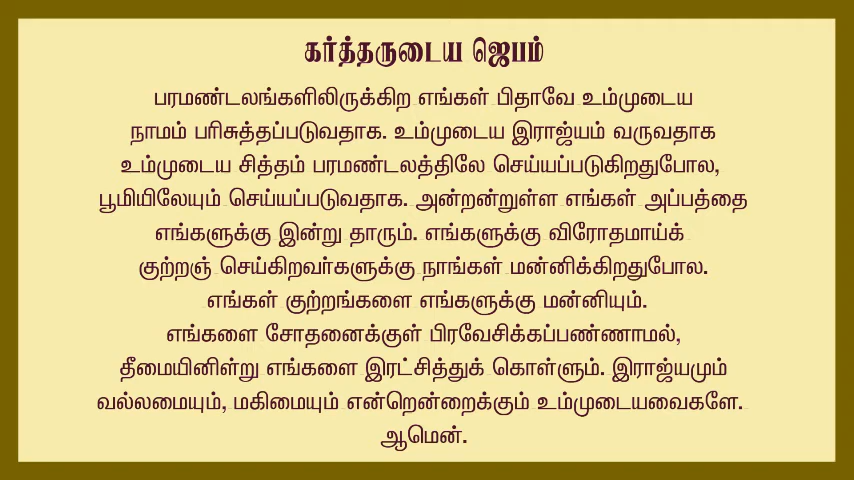 கர்த்தருடைய ஜெபம்
பரமண்டலங்களிலிருக்கிற எங்கள் பிதாவே உம்முடைய
நாமம் பரிசுத்தப்படுவதாக. உம்முடைய இராஜ்யம் வருவதாக
உம்முடைய சித்தம் பரமண்டலத்திலே செய்யப்படுகிறதுபோல,
பூமியிலேயும் செய்யப்படுவதாக. அன்றன்றுள்ள எங்கள் அப்பத்தை
எங்களுக்கு இன்று தாரும். எங்களுக்கு விரோதமாய்க்
குற்றஞ் செய்கிறவர்களுக்கு நாங்கள் மன்னிக்கிறதுபோல.
எங்கள் குற்றங்களை எங்களுக்கு மன்னியும்.
எங்களை சோதனைக்குள் பிரவேசிக்கப்பண்ணாமல்,
தீமையினின்று எங்களை இரட்சித்துக் கொள்ளும். இராஜ்யமும்
வல்லமையும், மகிமையும் என்றென்றைக்கும் உம்முடையவைகளே.
ஆமென்.